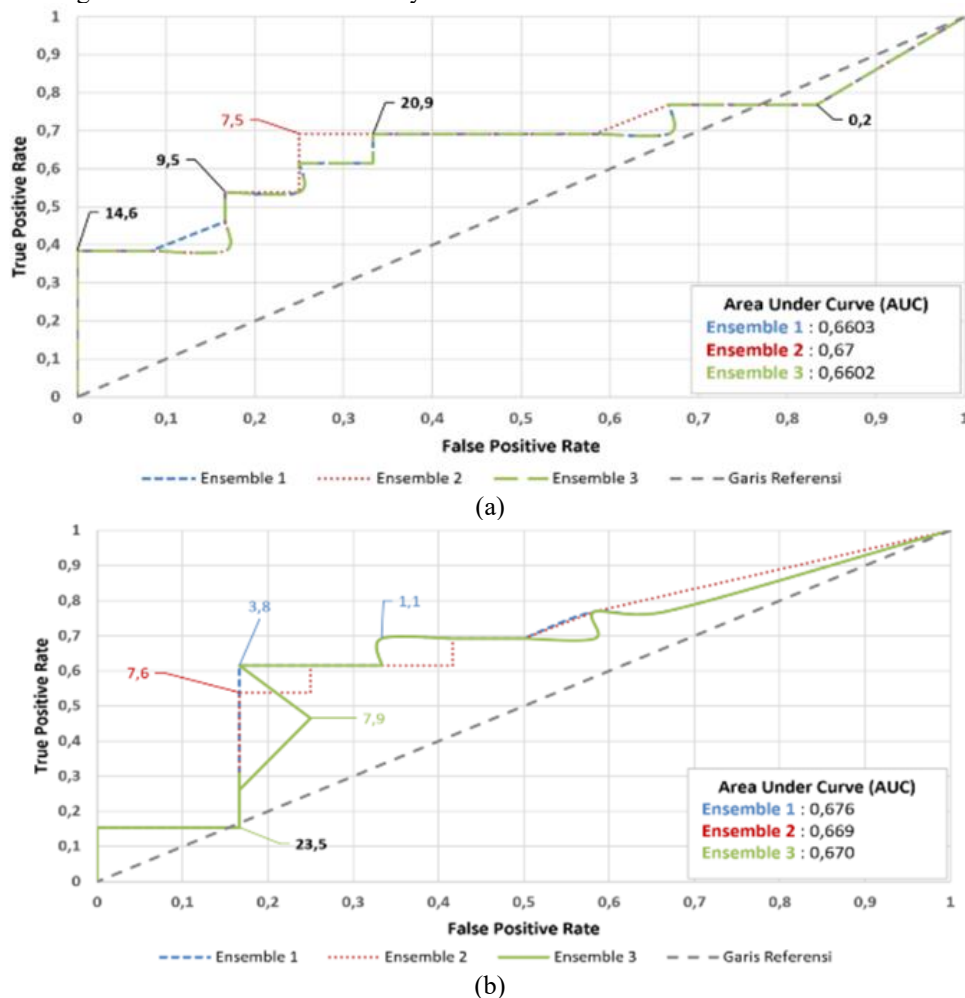 1
0,9
0,8
0,7
0,6
0,5
0,4
0,3
0,2
0,1
0
True Positive Rate
14,6
9,5
7,5
20,9
0,2
Area Under Curve (AUC)
Ensemble 1 : 0,6603
Ensemble 2 : 0,67
Ensemble 3 : 0,6602
0 0,1 0,2 0,3 0,4 0,5 0,6 0,7 0,8 0,9 1
False Positive Rate
Ensemble 1 Ensemble 2 Ensemble 3 Garis Referensi
(a)
1
0,9
0,8
0,7
0,6
0,5
0,4
0,3
0,2
0,1
0
True Positive Rate
3,8
1,1
7,6
7,9
23,5
Area Under Curve (AUC)
Ensemble 1 : 0,676
Ensemble 2 : 0,669
Ensemble 3 : 0,670
0 0,1 0,2 0,3 0,4 0,5 0,6 0,7 0,8 0,9 1
False Positive Rate
Ensemble 1 Ensemble 2 Ensemble 3 Garis Referensi
(b)